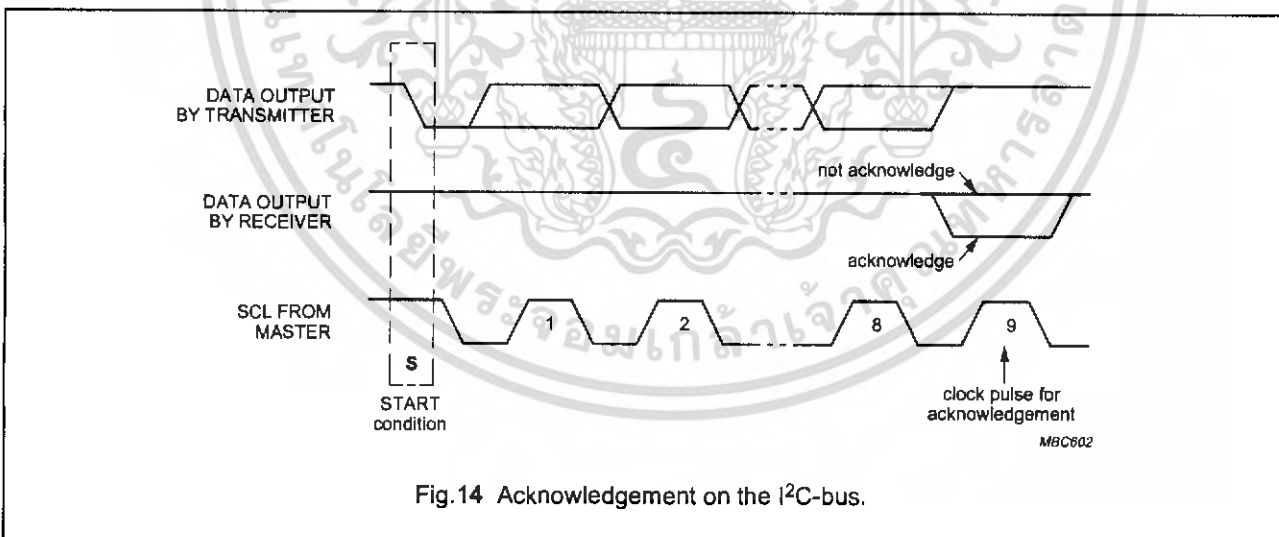 DATA OUTPUT
BY TRANSMITTER
not acknowledge
DATA OUTPUT
BY RECEIVER
acknowledge
SCL FROM
MASTER
1
2
8
9
S
START
condition
clock pulse for
acknowledgement
MBC602
Fig.14 Acknowledgement on the I²C-bus.